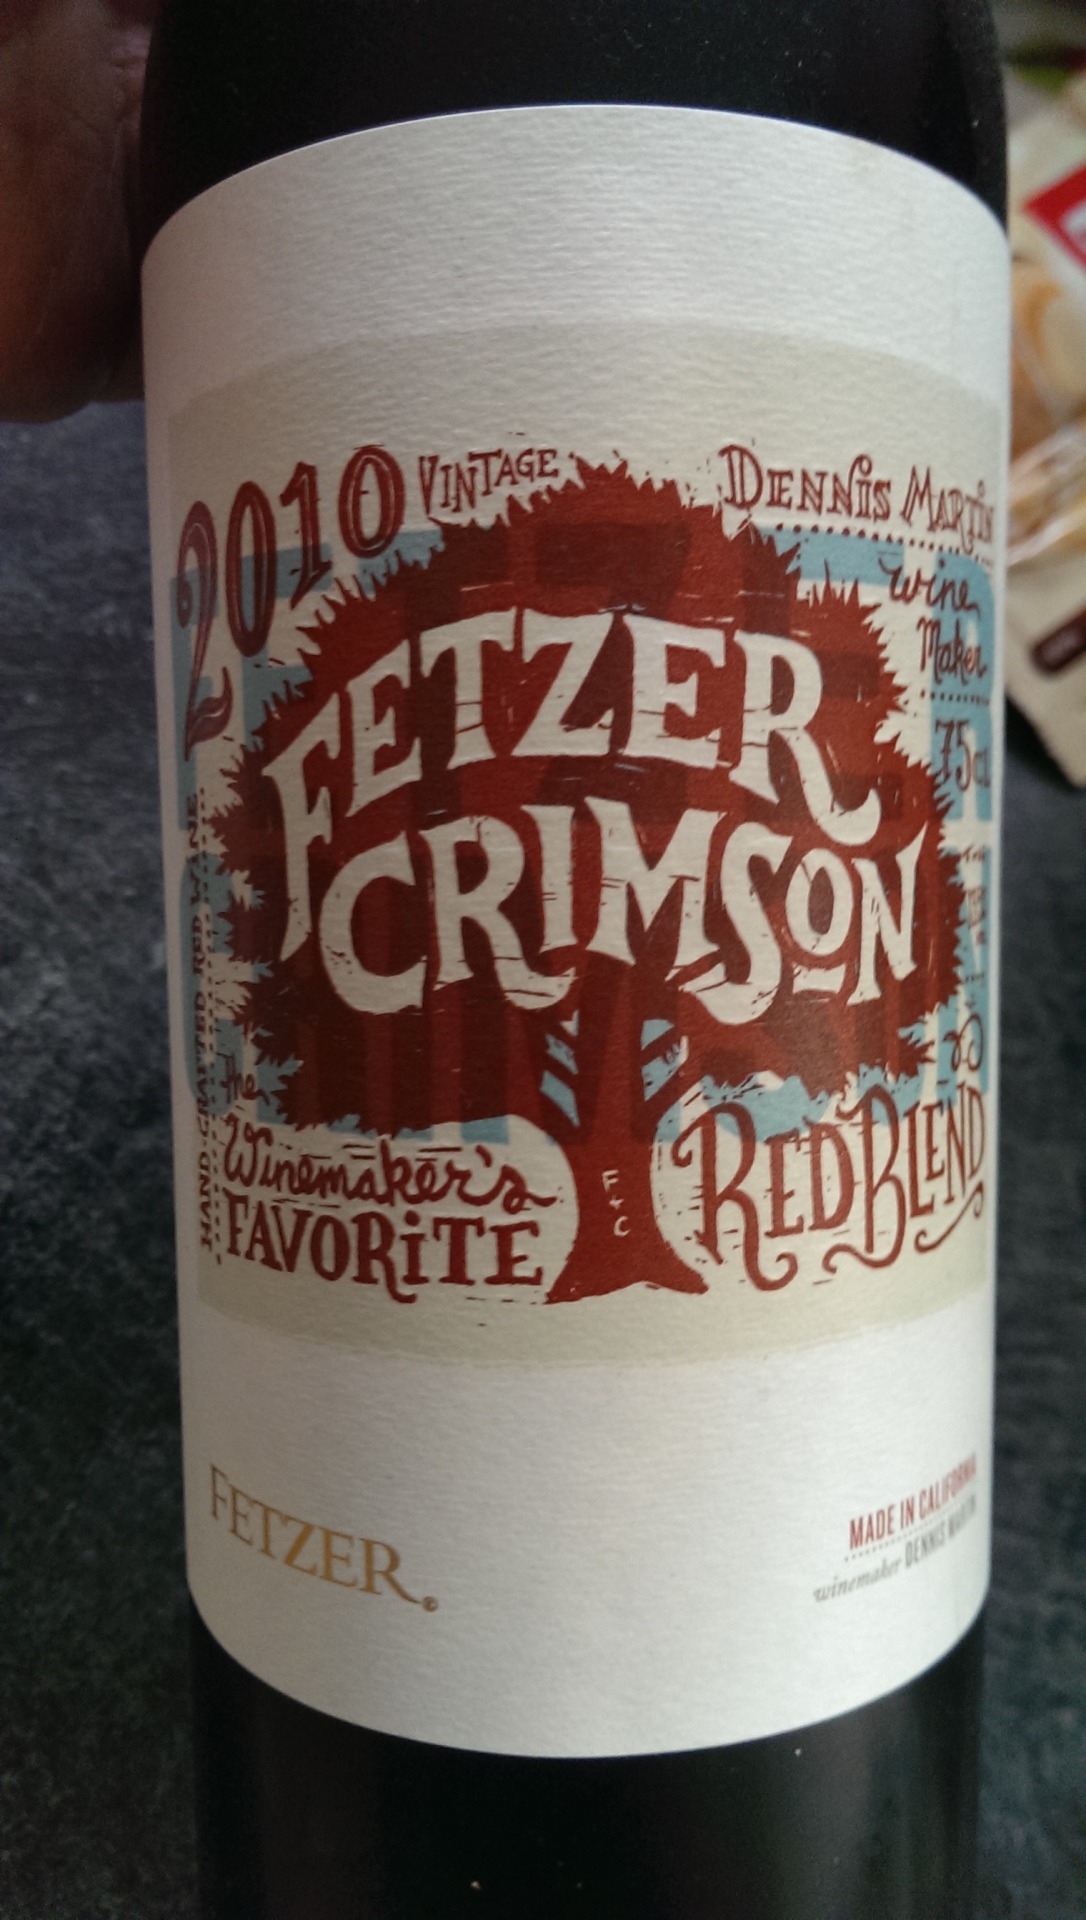 2010 VINTAGE
DENNIS MARTIN
wine
Maker
75cl
FETZER
CRIMSON
HAND-CRAFTED RED WINE
the
Winemaker's
FAVORITE
F+C
RED BLEND
FETZER
MADE IN CALIFORNIA
winemaker DENNIS MARTIN